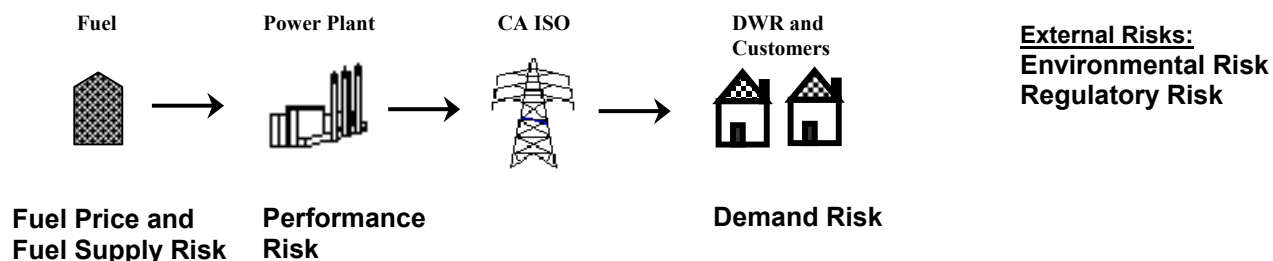 Fuel
Power Plant
CA ISO
DWR and
Customers
External Risks:
Environmental Risk
Regulatory Risk
Fuel Price and
Fuel Supply Risk
Performance
Risk
Demand Risk